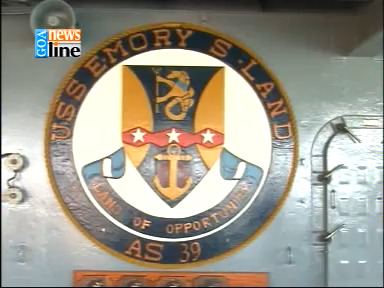 GOA news
line
USS EMORY S·LAND
LAND OF OPPORTUNITY
AS 39